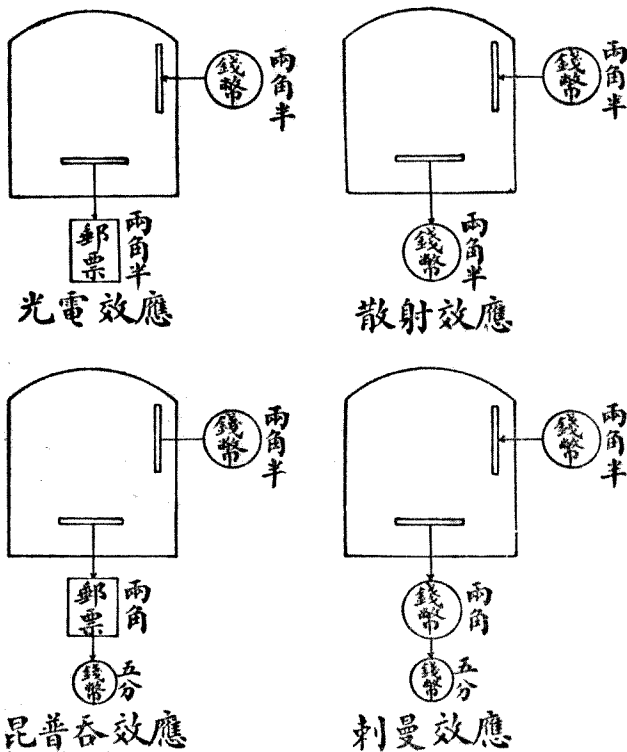 錢幣 兩角半
郵票 兩角半
光電效應
錢幣 兩角半
錢幣 兩角半
散射效應
錢幣 兩角半
郵票 兩角
錢幣 五分
昆普吞效應
錢幣 兩角半
錢幣 兩角
錢幣 五分
刺曼效應